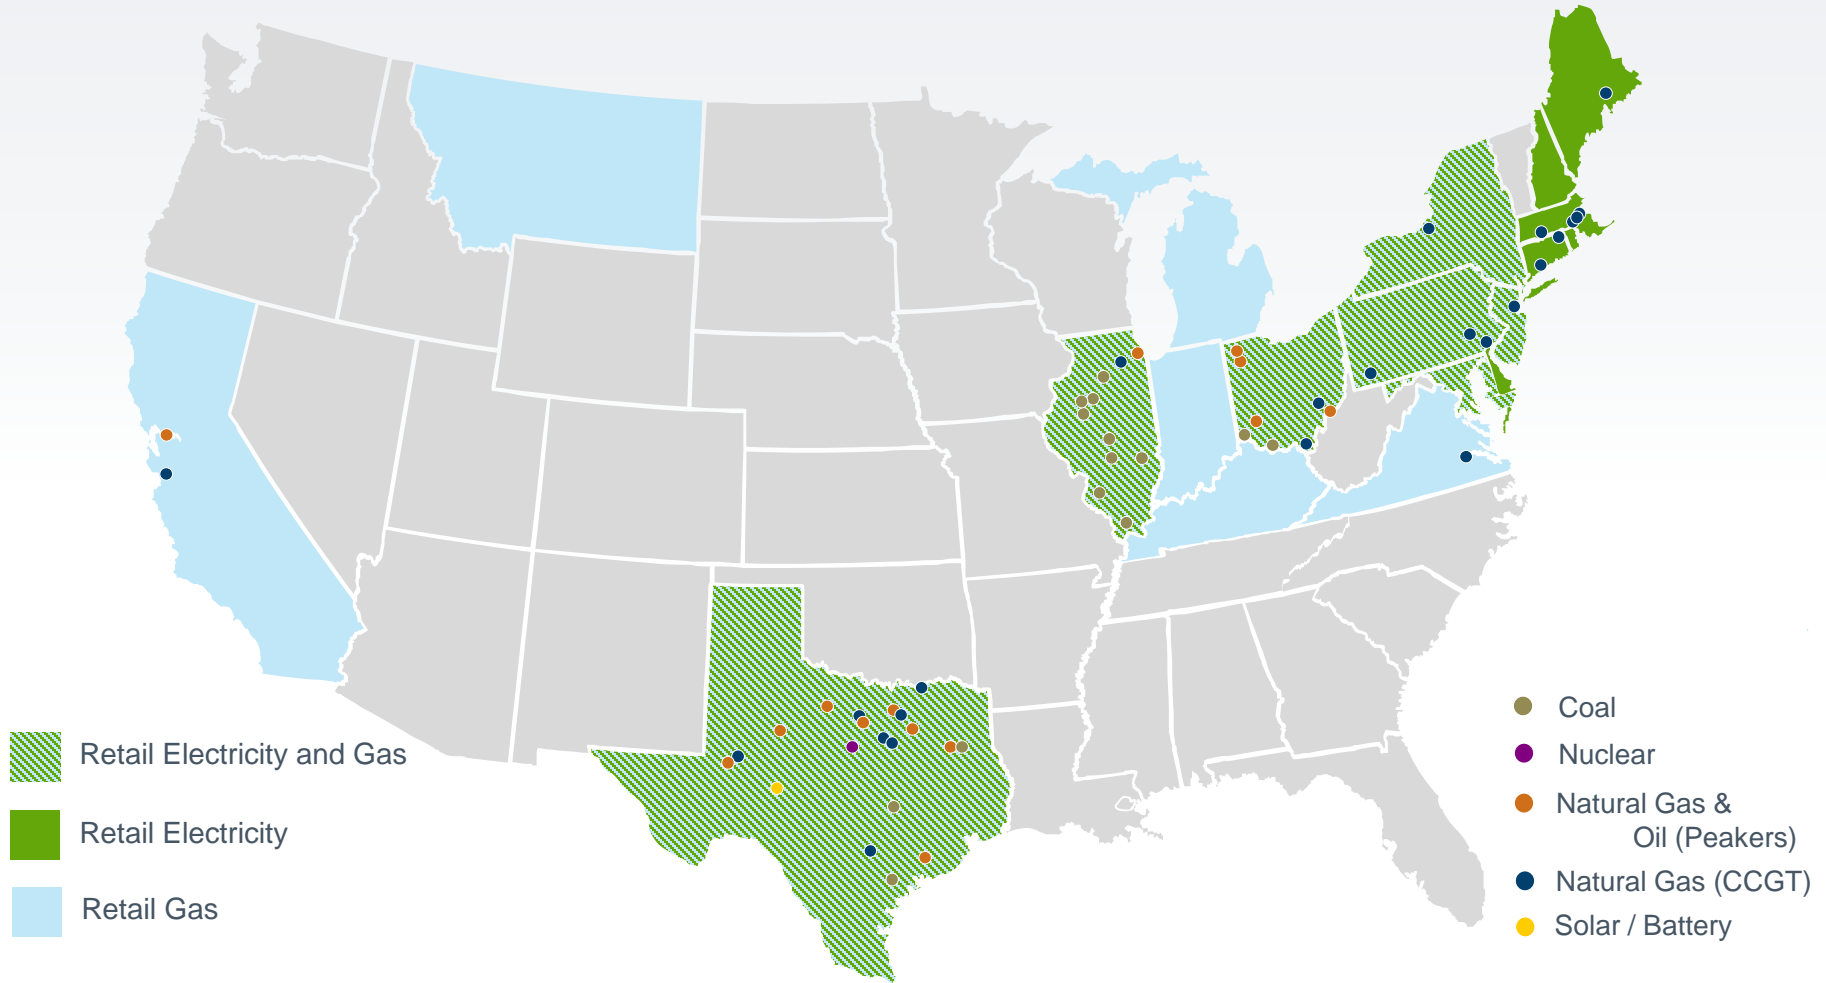 Retail Electricity and Gas
Retail Electricity
Retail Gas
Coal
Nuclear
Natural Gas &
Oil (Peakers)
Natural Gas (CCGT)
Solar / Battery